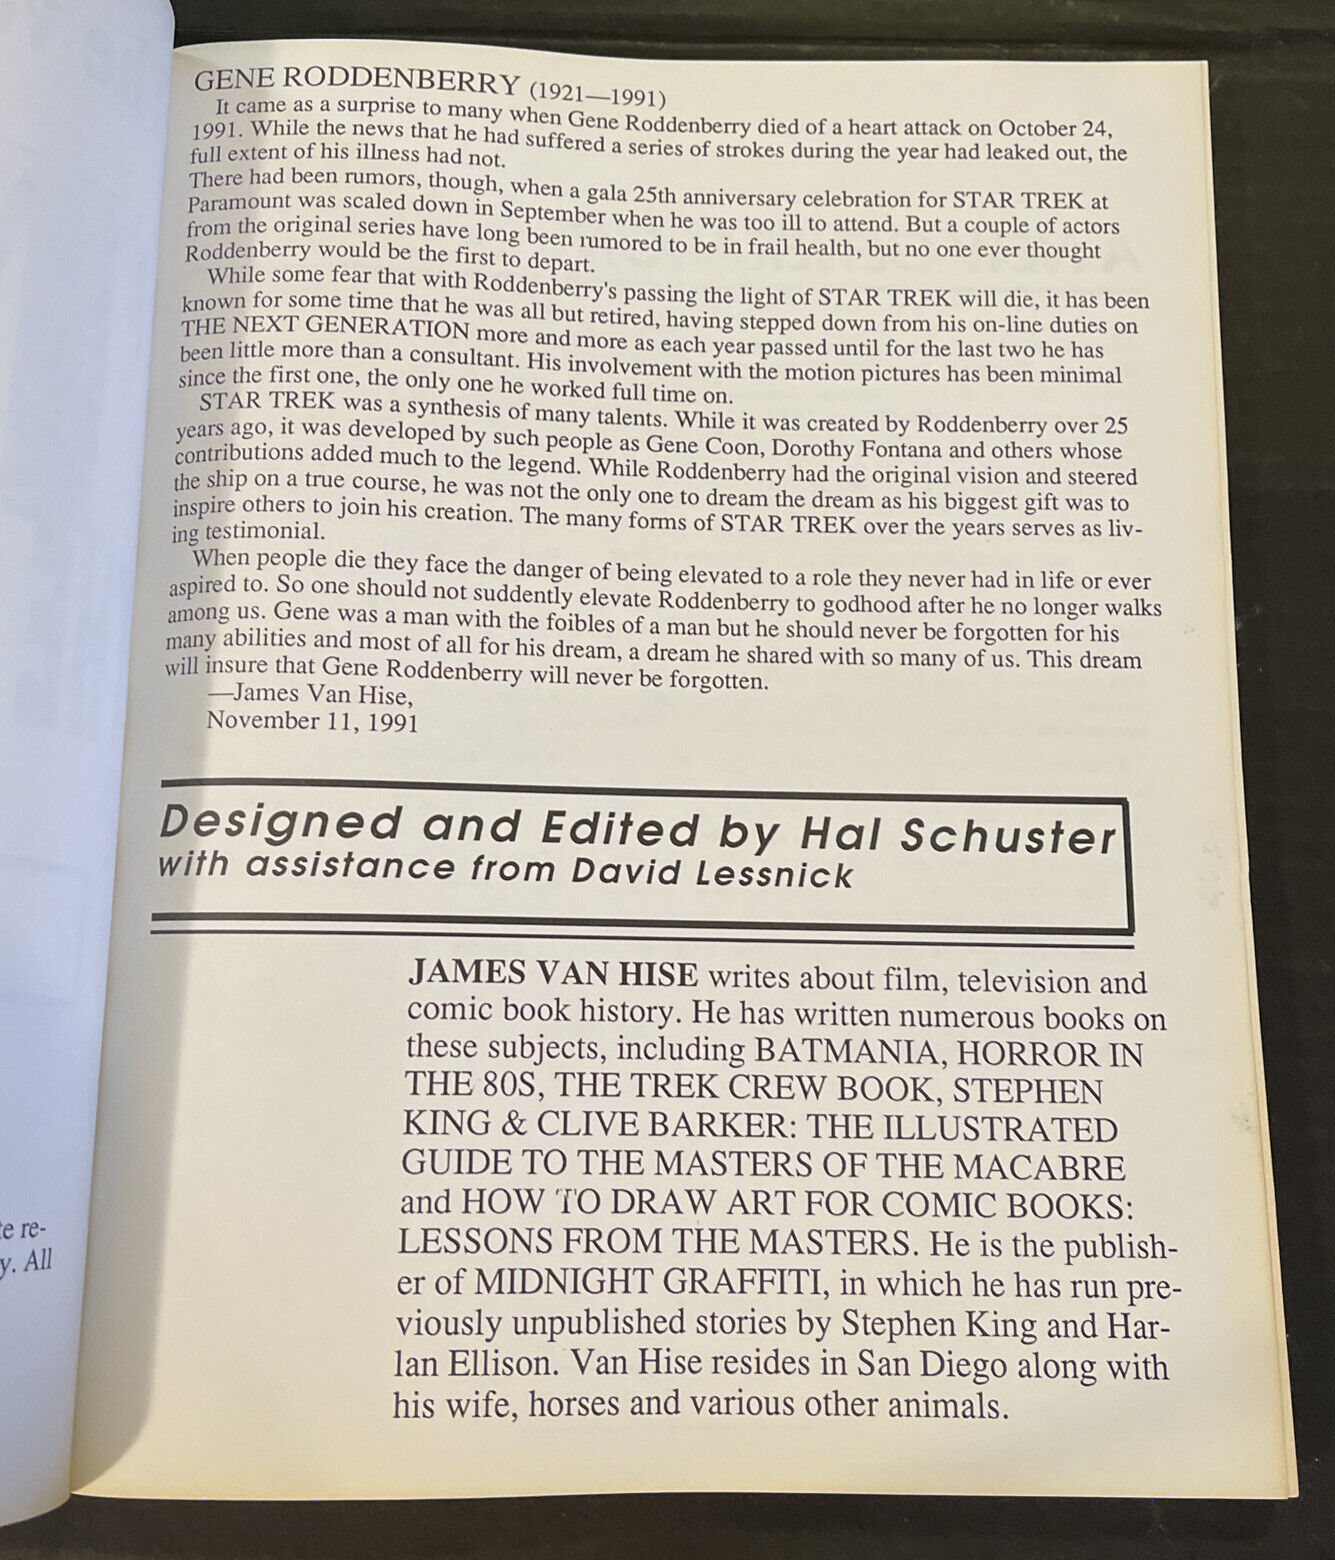 GENE RODDENBERRY (1921—1991)
It came as a surprise to many when Gene Roddenberry died of a heart attack on October 24,
1991. While the news that he had suffered a series of strokes during the year had leaked out, the
full extent of his illness had not.
There had been rumors, though, when a gala 25th anniversary celebration for STAR TREK at
Paramount was scaled down in September when he was too ill to attend. But a couple of actors
from the original series have long been rumored to be in frail health, but no one ever thought
Roddenberry would be the first to depart.
While some fear that with Roddenberry's passing the light of STAR TREK will die, it has been
known for some time that he was all but retired, having stepped down from his on-line duties on
THE NEXT GENERATION more and more as each year passed until for the last two he has
been little more than a consultant. His involvement with the motion pictures has been minimal
since the first one, the only one he worked full time on.
STAR TREK was a synthesis of many talents. While it was created by Roddenberry over 25
years ago, it was developed by such people as Gene Coon, Dorothy Fontana and others whose
contributions added much to the legend. While Roddenberry had the original vision and steered
the ship on a true course, he was not the only one to dream the dream as his biggest gift was to
inspire others to join his creation. The many forms of STAR TREK over the years serves as liv-
ing testimonial.
When people die they face the danger of being elevated to a role they never had in life or ever
aspired to. So one should not suddenly elevate Roddenberry to godhood after he no longer walks
among us. Gene was a man with the foibles of a man but he should never be forgotten for his
many abilities and most of all for his dream, a dream he shared with so many of us. This dream
will insure that Gene Roddenberry will never be forgotten.
—James Van Hise,
November 11, 1991
Designed and Edited by Hal Schuster
with assistance from David Lessnick
JAMES VAN HISE writes about film, television and
comic book history. He has written numerous books on
these subjects, including BATMANIA, HORROR IN
THE 80S, THE TREK CREW BOOK, STEPHEN
KING & CLIVE BARKER: THE ILLUSTRATED
GUIDE TO THE MASTERS OF THE MACABRE
and HOW TO DRAW ART FOR COMIC BOOKS:
LESSONS FROM THE MASTERS. He is the publish-
er of MIDNIGHT GRAFFITI, in which he has run pre-
viously unpublished stories by Stephen King and Har-
lan Ellison. Van Hise resides in San Diego along with
his wife, horses and various other animals.
re-
y. All